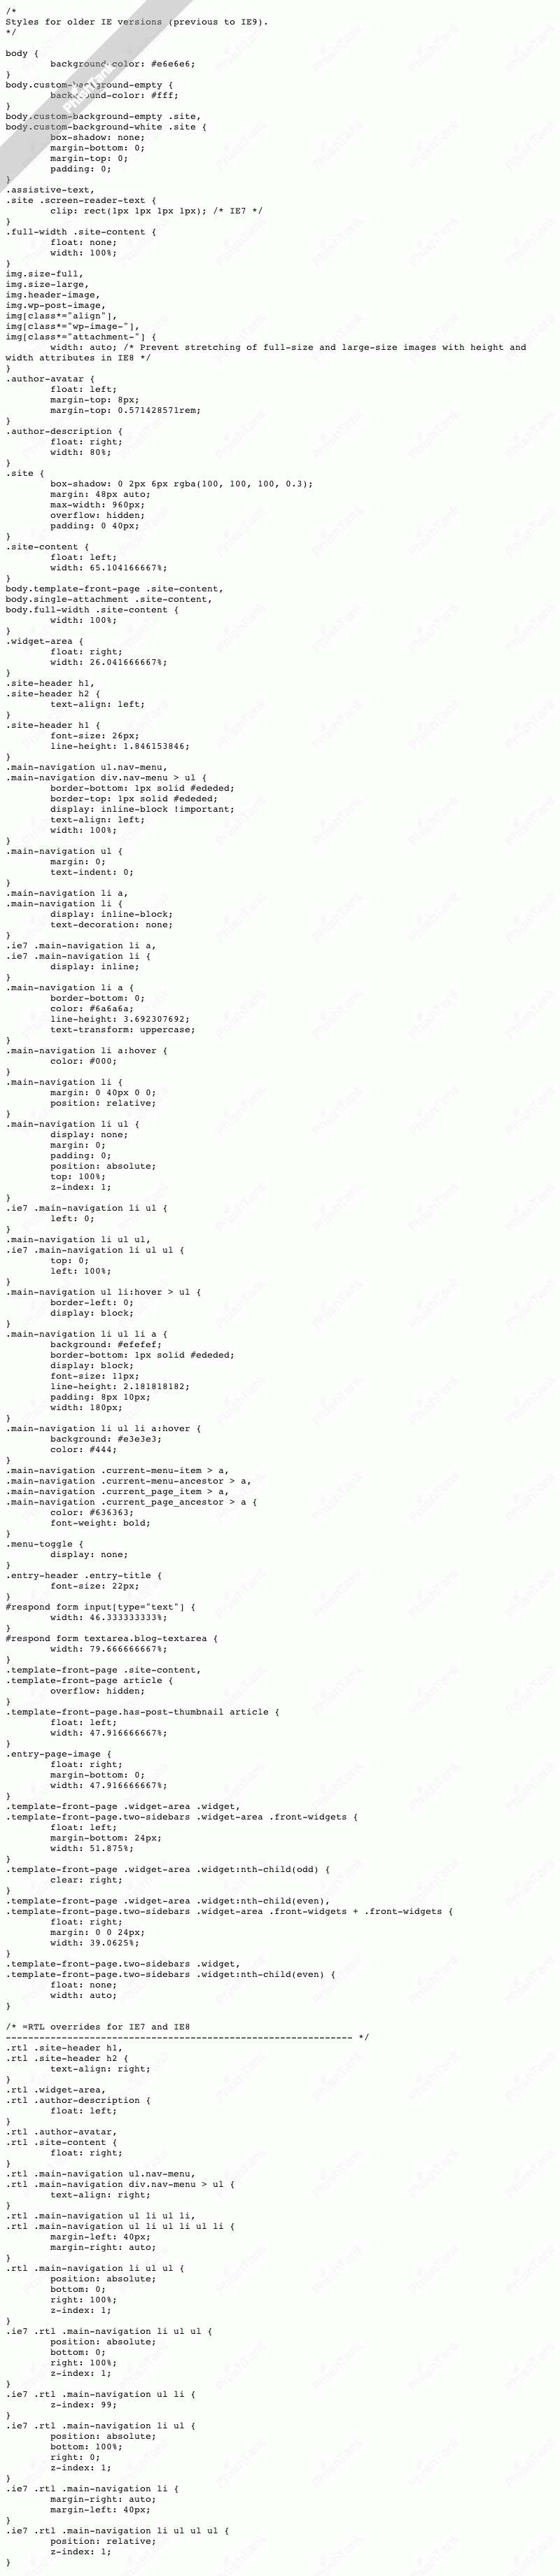 /*
Styles for older IE versions (previous to IE9).
*/

body {
	background-color: #e6e6e6;
}
body.custom-background-empty {
	background-color: #fff;
}
body.custom-background-empty .site,
body.custom-background-white .site {
	box-shadow: none;
	margin-bottom: 0;
	margin-top: 0;
	padding: 0;
}
.assistive-text,
.site .screen-reader-text {
	clip: rect(1px 1px 1px 1px); /* IE7 */
}
.full-width .site-content {
	float: none;
	width: 100%;
}
img.size-full,
img.size-large,
img.header-image,
img.wp-post-image,
img[class*="align"],
img[class*="wp-image-"],
img[class*="attachment-"] {
	width: auto; /* Prevent stretching of full-size and large-size images with height and
width attributes in IE8 */
}
.author-avatar {
	float: left;
	margin-top: 8px;
	margin-top: 0.571428571rem;
}
.author-description {
	float: right;
	width: 80%;
}
.site {
	box-shadow: 0 2px 6px rgba(100, 100, 100, 0.3);
	margin: 48px auto;
	max-width: 960px;
	overflow: hidden;
	padding: 0 40px;
}
.site-content {
	float: left;
	width: 65.104166667%;
}
body.template-front-page .site-content,
body.single-attachment .site-content,
body.full-width .site-content {
	width: 100%;
}
.widget-area {
	float: right;
	width: 26.041666667%;
}
.site-header h1,
.site-header h2 {
	text-align: left;
}
.site-header h1 {
	font-size: 26px;
	line-height: 1.846153846;
}
.main-navigation ul.nav-menu,
.main-navigation div.nav-menu > ul {
	border-bottom: 1px solid #ededed;
	border-top: 1px solid #ededed;
	display: inline-block !important;
	text-align: left;
	width: 100%;
}
.main-navigation ul {
	margin: 0;
	text-indent: 0;
}
.main-navigation li a,
.main-navigation li {
	display: inline-block;
	text-decoration: none;
}
.ie7 .main-navigation li a,
.ie7 .main-navigation li {
	display: inline;
}
.main-navigation li a {
	border-bottom: 0;
	color: #6a6a6a;
	line-height: 3.692307692;
	text-transform: uppercase;
}
.main-navigation li a:hover {
	color: #000;
}
.main-navigation li {
	margin: 0 40px 0 0;
	position: relative;
}
.main-navigation li ul {
	display: none;
	margin: 0;
	padding: 0;
	position: absolute;
	top: 100%;
	z-index: 1;
}
.ie7 .main-navigation li ul {
	left: 0;
}
.main-navigation li ul ul,
.ie7 .main-navigation li ul ul {
	top: 0;
	left: 100%;
}
.main-navigation ul li:hover > ul {
	border-left: 0;
	display: block;
}
.main-navigation li ul li a {
	background: #efefef;
	border-bottom: 1px solid #ededed;
	display: block;
	font-size: 11px;
	line-height: 2.181818182;
	padding: 8px 10px;
	width: 180px;
}
.main-navigation li ul li a:hover {
	background: #e3e3e3;
	color: #444;
}
.main-navigation .current-menu-item > a,
.main-navigation .current-menu-ancestor > a,
.main-navigation .current_page_item > a,
.main-navigation .current_page_ancestor > a {
	color: #636363;
	font-weight: bold;
}
.menu-toggle {
	display: none;
}
.entry-header .entry-title {
	font-size: 22px;
}
#respond form input[type="text"] {
	width: 46.333333333%;
}
#respond form textarea.blog-textarea {
	width: 79.666666667%;
}
.template-front-page .site-content,
.template-front-page article {
	overflow: hidden;
}
.template-front-page.has-post-thumbnail article {
	float: left;
	width: 47.916666667%;
}
.entry-page-image {
	float: right;
	margin-bottom: 0;
	width: 47.916666667%;
}
.template-front-page .widget-area .widget,
.template-front-page.two-sidebars .widget-area .front-widgets {
	float: left;
	margin-bottom: 24px;
	width: 51.875%;
}
.template-front-page .widget-area .widget:nth-child(odd) {
	clear: right;
}
.template-front-page .widget-area .widget:nth-child(even),
.template-front-page.two-sidebars .widget-area .front-widgets + .front-widgets {
	float: right;
	margin: 0 0 24px;
	width: 39.0625%;
}
.template-front-page.two-sidebars .widget,
.template-front-page.two-sidebars .widget:nth-child(even) {
	float: none;
	width: auto;
}

/* =RTL overrides for IE7 and IE8
-------------------------------------------------------------- */
.rtl .site-header h1,
.rtl .site-header h2 {
	text-align: right;
}
.rtl .widget-area,
.rtl .author-description {
	float: left;
}
.rtl .author-avatar,
.rtl .site-content {
	float: right;
}
.rtl .main-navigation ul.nav-menu,
.rtl .main-navigation div.nav-menu > ul {
	text-align: right;
}
.rtl .main-navigation ul li ul li,
.rtl .main-navigation ul li ul li ul li {
	margin-left: 40px;
	margin-right: auto;
}
.rtl .main-navigation li ul ul {
	position: absolute;
	bottom: 0;
	right: 100%;
	z-index: 1;
}
.ie7 .rtl .main-navigation li ul ul {
	position: absolute;
	bottom: 0;
	right: 100%;
	z-index: 1;
}
.ie7 .rtl .main-navigation ul li {
	z-index: 99;
}
.ie7 .rtl .main-navigation li ul {
	position: absolute;
	bottom: 100%;
	right: 0;
	z-index: 1;
}
.ie7 .rtl .main-navigation li {
	margin-right: auto;
	margin-left: 40px;
}
.ie7 .rtl .main-navigation li ul ul ul {
	position: relative;
	z-index: 1;
}
PhishTank